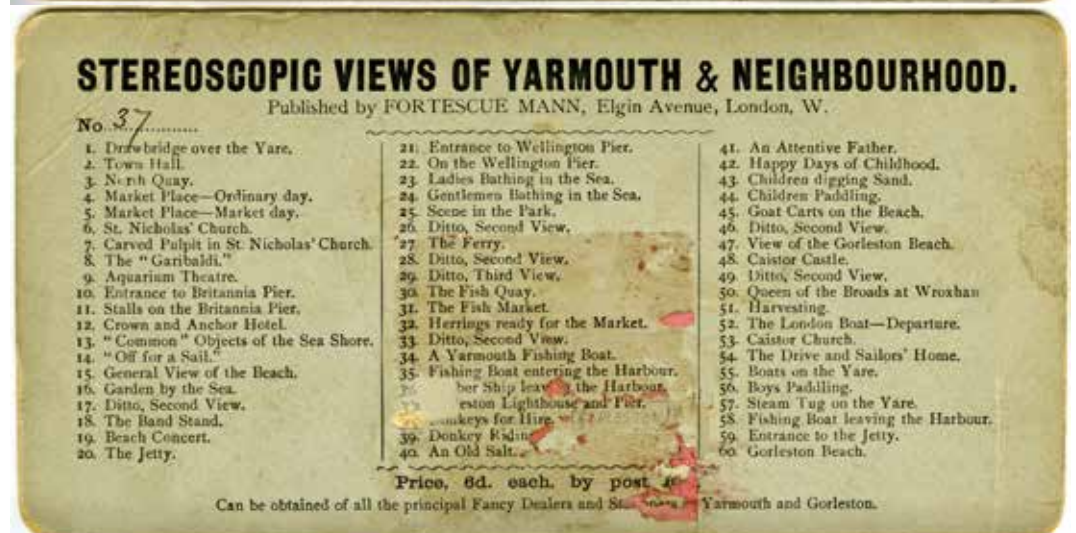 STEREOSCOPIC VIEWS OF YARMOUTH & NEIGHBOURHOOD.
Published by FORTESCUE MANN, Elgin Avenue, London, W.
No. 37
1. Drawbridge over the Yare.
2. Town Hall.
3. North Quay.
4. Market Place—Ordinary day.
5. Market Place—Market day.
6. St. Nicholas' Church.
7. Carved Pulpit in St. Nicholas' Church.
8. The "Garibaldi."
9. Aquarium Theatre.
10. Entrance to Britannia Pier.
11. Stalls on the Britannia Pier.
12. Crown and Anchor Hotel.
13. "Common" Objects of the Sea Shore.
14. "Off for a Sail."
15. General View of the Beach.
16. Garden by the Sea.
17. Ditto, Second View.
18. The Band Stand.
19. Beach Concert.
20. The Jetty.
21. Entrance to Wellington Pier.
22. On the Wellington Pier.
23. Ladies Bathing in the Sea.
24. Gentlemen Bathing in the Sea.
25. Scene in the Park.
26. Ditto, Second View.
27. The Ferry.
28. Ditto, Second View.
29. Ditto, Third View.
30. The Fish Quay.
31. The Fish Market.
32. Herrings ready for the Market.
33. Ditto, Second View.
34. A Yarmouth Fishing Boat.
35. Fishing Boat entering the Harbour.
ber Ship the Harbour.
eston Lighthouse and Pier.
for Hire.
39. Donkey
40. An Old Salt.
41. An Attentive Father.
42. Happy Days of Childhood.
43. Children digging Sand.
44. Children Paddling.
45. Goat Carts on the Beach.
46. Ditto, Second View.
47. View of the Gorleston Beach.
48. Caistor Castle.
49. Ditto, Second View.
50. Queen of the Broads at Wroxhan
51. Harvesting.
52. The London Boat—Departure.
53. Caistor Church.
54. The Drive and Sailors' Home.
55. Boats on the Yare.
56. Boys Paddling.
57. Steam Tug on the Yare.
58. Fishing Boat leaving the Harbour.
59. Entrance to the Jetty.
60. Gorleston Beach.
Price, 6d. each, by post
Can be obtained of all the principal Fancy Dealers and Yarmouth and Gorleston.